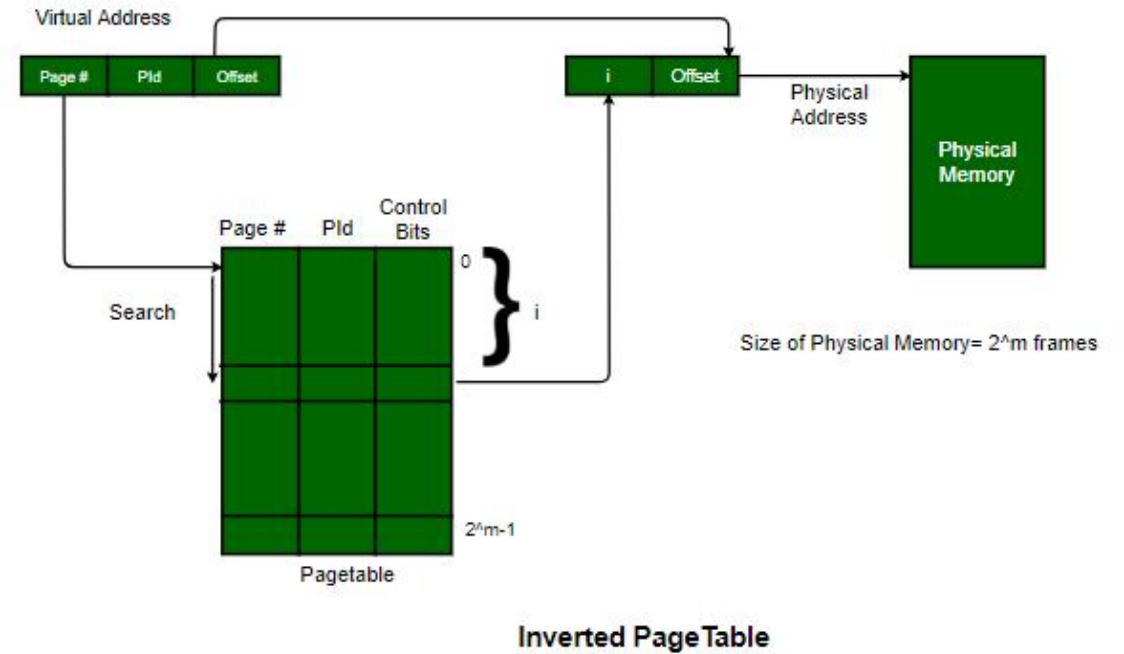 Virtual Address
Page # PId Offset
i Offset
Physical
Address
Physical
Memory
Page # PId Control
Bits
0
Search
i
Size of Physical Memory= 2^m frames
2^m-1
Pagetable
Inverted PageTable